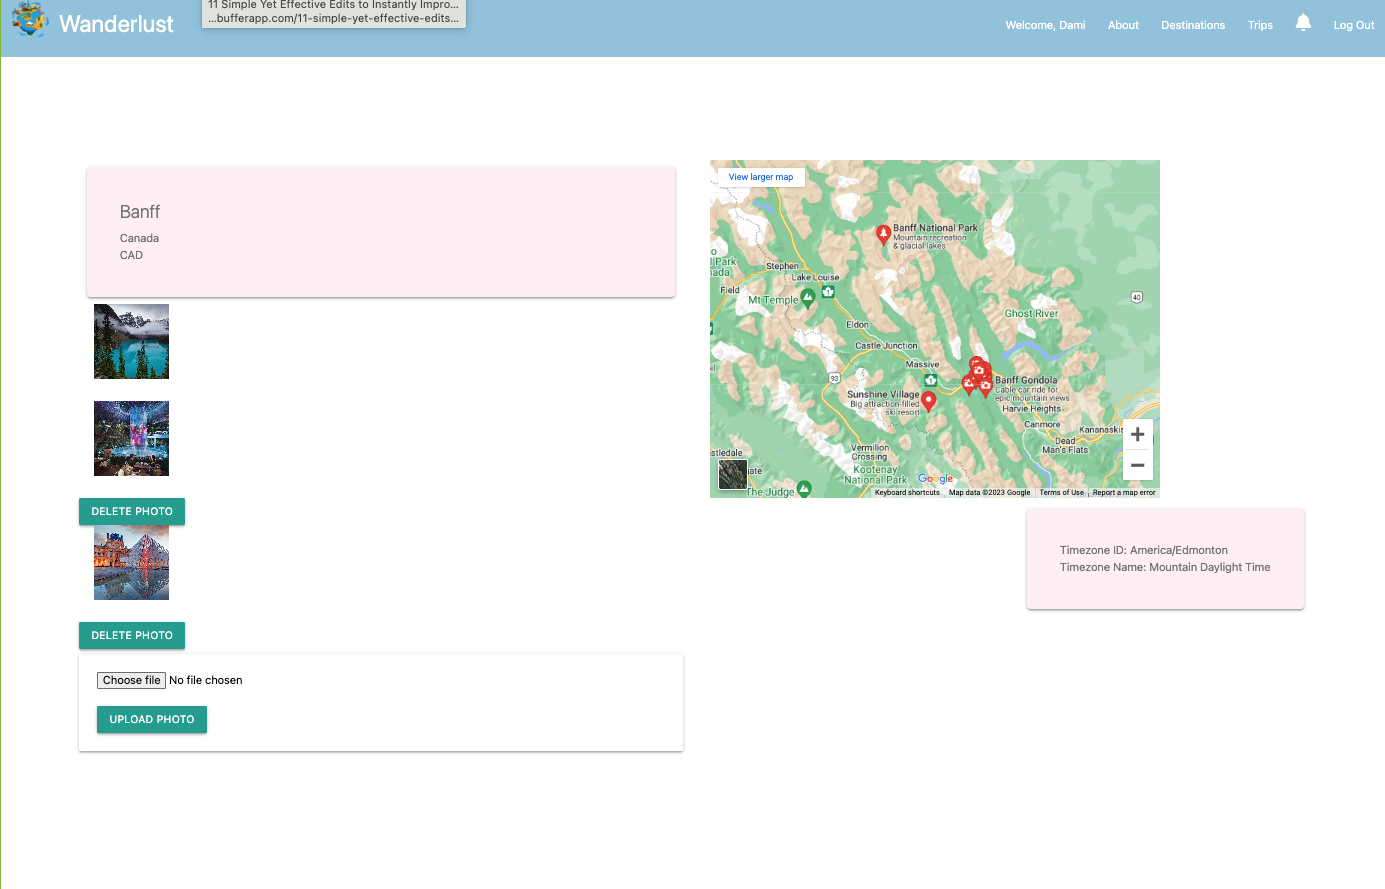 11 Simple Yet Effective Edits to Instantly Impro...
...bufferapp.com/11-simple-yet-effective-edits...
Wanderlust
Welcome, Dami
About
Destinations
Trips
Log Out
Banff
Canada
CAD
DELETE PHOTO
DELETE PHOTO
Choose file No file chosen
UPLOAD PHOTO
View larger map
Banff National Park
Mountain recreation
& glacial lakes
Park
Stephen
Lake Louise
Field
Mt Temple
1
40
Ghost River
Eldon
Castle Junction
Massive
93
1
Banff Gondola
Cable car ride for
epic mountain views
Sunshine Village
Big attraction-filled
ski resort
Harvie Heights
Canmore
Kananaskis
Dead
Man's Flats
Vermilion
Crossing
Kootenay
National Park
The Judge
Google
Keyboard shortcuts
Map data ©2023 Google
Terms of Use
Report a map error
Timezone ID: America/Edmonton
Timezone Name: Mountain Daylight Time